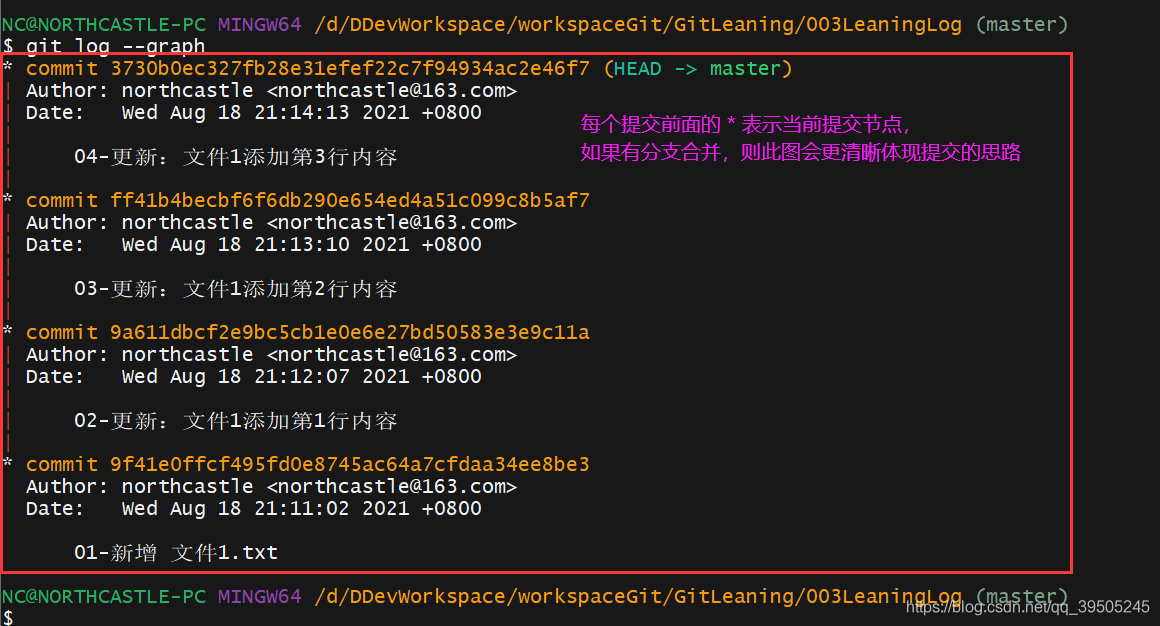 NC@NORTHCASTLE-PC MINGW64 /d/DDevWorkspace/workspaceGit/GitLeaning/003LeaningLog (master)
$ git log --graph
* commit 3730b0ec327fb28e31efef22c7f94934ac2e46f7 (HEAD -> master)
| Author: northcastle <northcastle@163.com>
| Date:   Wed Aug 18 21:14:13 2021 +0800
|
每个提交前面的 * 表示当前提交节点，
如果有分支合并，则此图会更清晰体现提交的思路
|     04-更新：文件1添加第3行内容
|
* commit ff41b4becbf6f6db290e654ed4a51c099c8b5af7
| Author: northcastle <northcastle@163.com>
| Date:   Wed Aug 18 21:13:10 2021 +0800
|
|     03-更新：文件1添加第2行内容
|
* commit 9a611dbcf2e9bc5cb1e0e6e27bd50583e3e9c11a
| Author: northcastle <northcastle@163.com>
| Date:   Wed Aug 18 21:12:07 2021 +0800
|
|     02-更新：文件1添加第1行内容
|
* commit 9f41e0ffcf495fd0e8745ac64a7cfdaa34ee8be3
  Author: northcastle <northcastle@163.com>
  Date:   Wed Aug 18 21:11:02 2021 +0800
      01-新增 文件1.txt
NC@NORTHCASTLE-PC MINGW64 /d/DDevWorkspace/workspaceGit/GitLeaning/003LeaningLog (master)
$
https://blog.csdn.net/qq_39505245